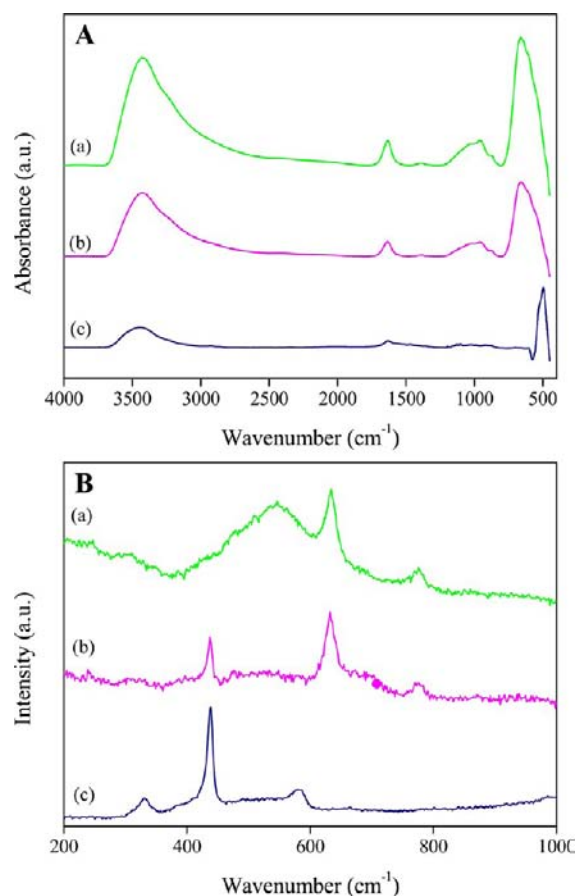 A
(a)
(b)
(c)
Absorbance (a.u.)
4000 3500 3000 2500 2000 1500 1000 500
Wavenumber (cm⁻¹)
B
(a)
(b)
(c)
Intensity (a.u.)
200 400 600 800 1000
Wavenumber (cm⁻¹)